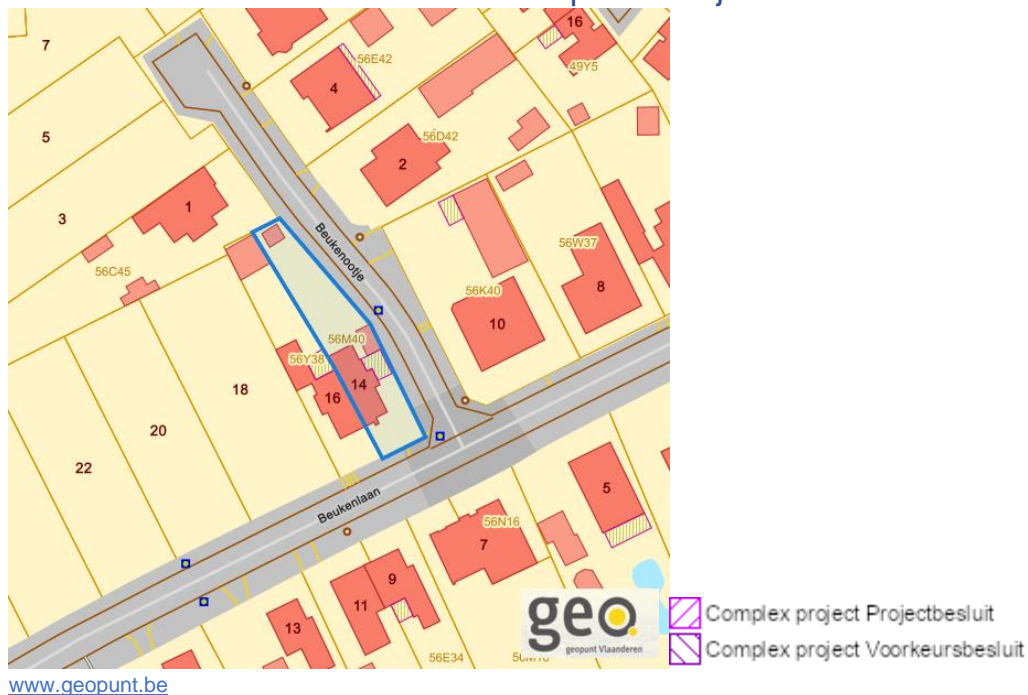 7
56E42
4
16
49Y5
5
56D42
2
3
1
Beukenootje
56C45
56W37
56K40
8
10
56M40
56Y38
14
18
16
20
22
Beukenlaan
5
56N16
7
9
11
13
56E34
geo
geopunt Vlaanderen
Complex project Projectbesluit
Complex project Voorkeursbesluit
www.geopunt.be